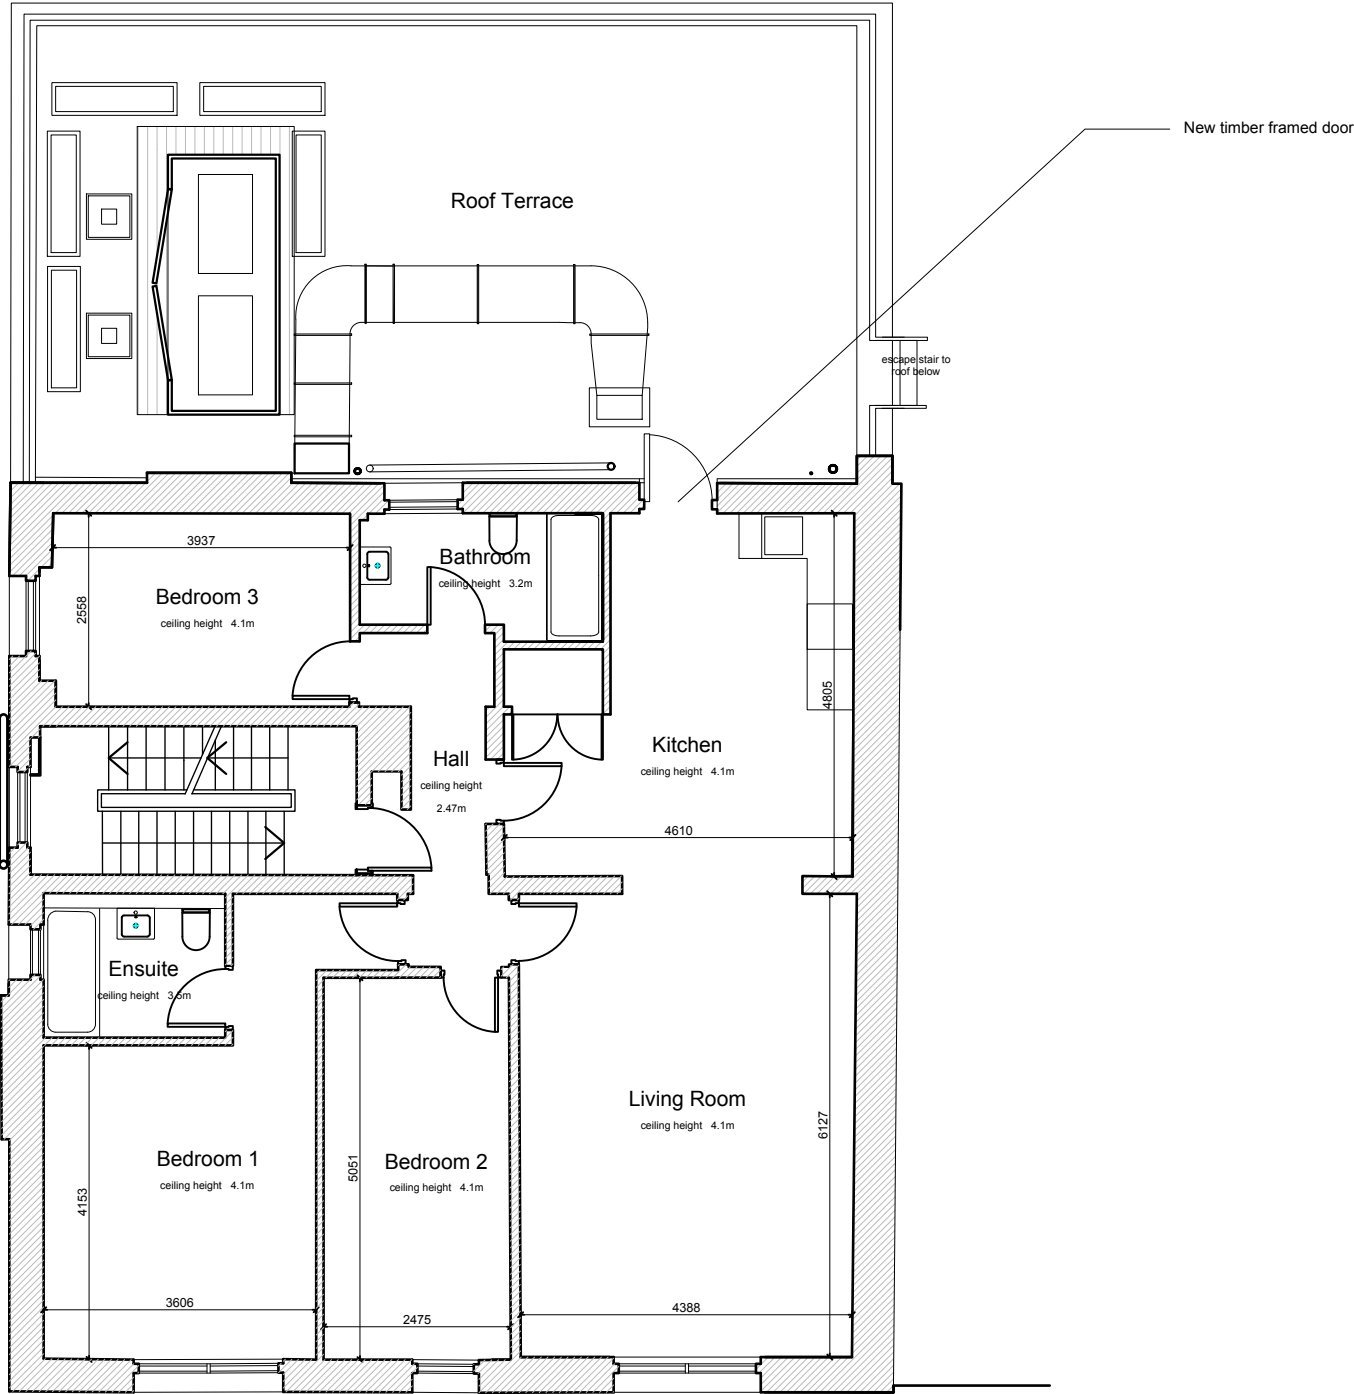 New timber framed door
Roof Terrace
escape stair to
roof below
3937
Bathroom
ceiling height 3.2m
Bedroom 3
ceiling height 4.1m
2558
4805
Kitchen
ceiling height 4.1m
Hall
ceiling height
2.47m
4610
Ensuite
ceiling height 3.6m
Living Room
ceiling height 4.1m
6127
Bedroom 1
ceiling height 4.1m
Bedroom 2
ceiling height 4.1m
5051
4153
3606
2475
4388